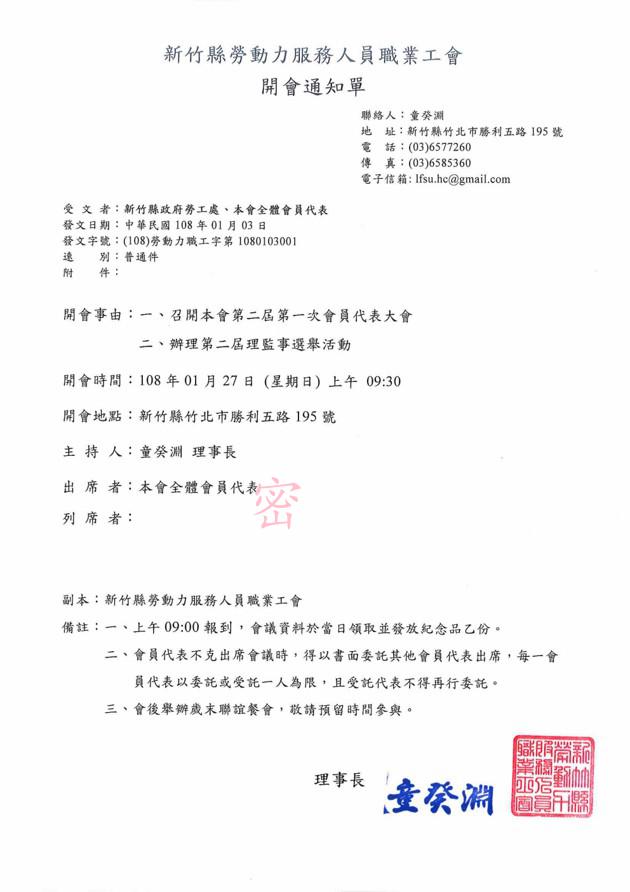 新竹縣勞動力服務人員職業工會
開會通知單
聯絡人：童癸淵
地　址：新竹縣竹北市勝利五路 195 號
電　話：(03)6577260
傳　真：(03)6585360
電子信箱: lfsu.hc@gmail.com
受 文 者：新竹縣政府勞工處、本會全體會員代表
發文日期：中華民國 108 年 01 月 03 日
發文字號：(108)勞動力職工字第 1080103001
速　　別：普通件
附　　件：
開會事由：一、召開本會第二屆第一次會員代表大會
二、辦理第二屆理監事選舉活動
開會時間：108 年 01 月 27 日 (星期日) 上午 09:30
開會地點：新竹縣竹北市勝利五路 195 號
主 持 人：童癸淵 理事長
出 席 者：本會全體會員代表
密
列 席 者：
副本：新竹縣勞動力服務人員職業工會
備註：一、上午 09:00 報到，會議資料於當日領取並發放紀念品乙份。
二、會員代表不克出席會議時，得以書面委託其他會員代表出席，每一會
員代表以委託或受託一人為限，且受託代表不得再行委託。
三、會後舉辦歲末聯誼餐會，敬請預留時間參與。
理事長 童癸淵
新竹縣
勞動力
服務人員
職業工會